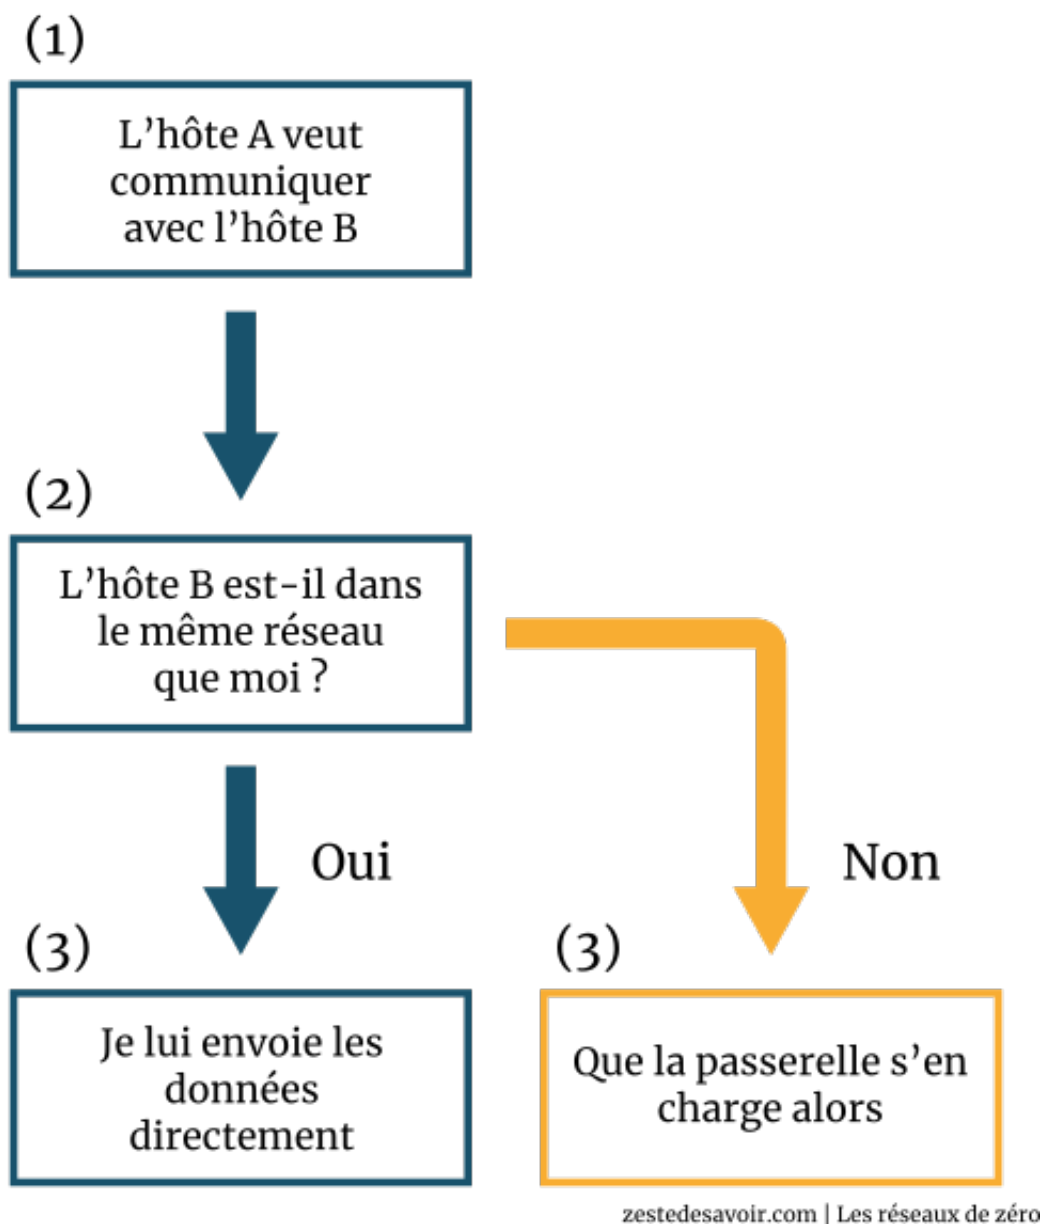 (1)
L’hôte A veut
communiquer
avec l’hôte B
(2)
L’hôte B est-il dans
le même réseau
que moi ?
Oui
Non
(3)
Je lui envoie les
données
directement
(3)
Que la passerelle s’en
charge alors
zestedesavoir.com | Les réseaux de zéro